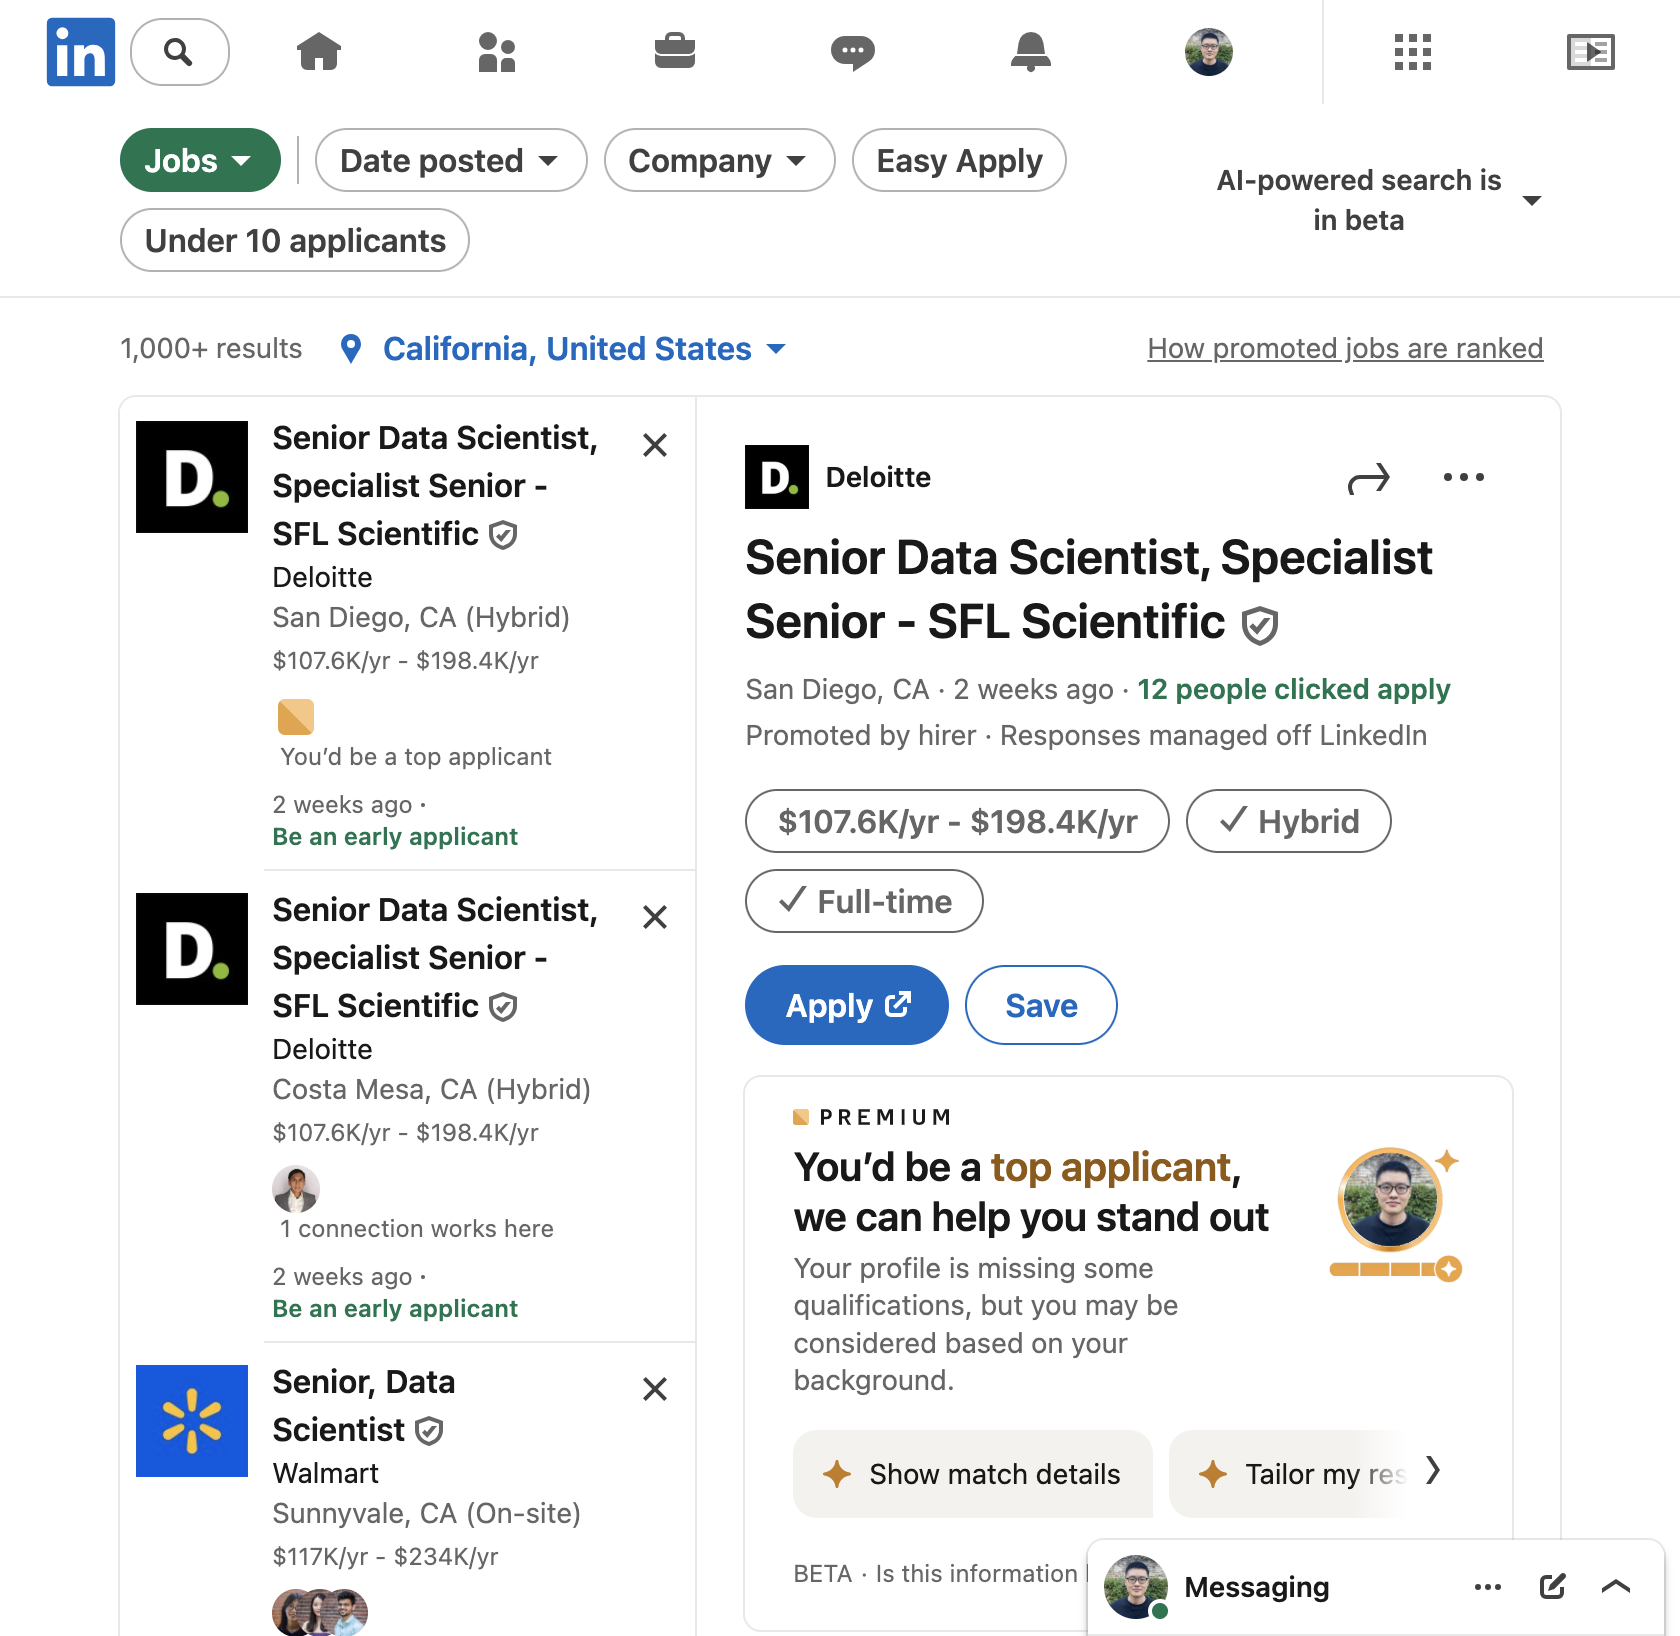 in
Jobs
Date posted
Company
Easy Apply
Under 10 applicants
AI-powered search is
in beta
1,000+ results
California, United States
How promoted jobs are ranked
D.
Senior Data Scientist,
Specialist Senior -
SFL Scientific
Deloitte
San Diego, CA (Hybrid)
$107.6K/yr - $198.4K/yr
You’d be a top applicant
2 weeks ago ·
Be an early applicant
D.
Senior Data Scientist,
Specialist Senior -
SFL Scientific
Deloitte
Costa Mesa, CA (Hybrid)
$107.6K/yr - $198.4K/yr
1 connection works here
2 weeks ago ·
Be an early applicant
Senior, Data
Scientist
Walmart
Sunnyvale, CA (On-site)
$117K/yr - $234K/yr
D.
Deloitte
Senior Data Scientist, Specialist
Senior - SFL Scientific
San Diego, CA · 2 weeks ago · 12 people clicked apply
Promoted by hirer · Responses managed off LinkedIn
$107.6K/yr - $198.4K/yr
Hybrid
Full-time
Apply
Save
PREMIUM
You’d be a top applicant,
we can help you stand out
Your profile is missing some
qualifications, but you may be
considered based on your
background.
Show match details
Tailor my res
BETA · Is this information
Messaging